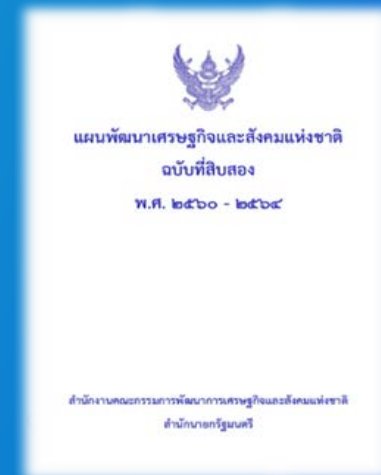 แผนพัฒนาเศรษฐกิจและสังคมแห่งชาติ
ฉบับที่สิบสอง
พ.ศ. ๒๕๖๐ - ๒๕๖๔
สำนักงานคณะกรรมการพัฒนาการเศรษฐกิจและสังคมแห่งชาติ
สำนักนายกรัฐมนตรี